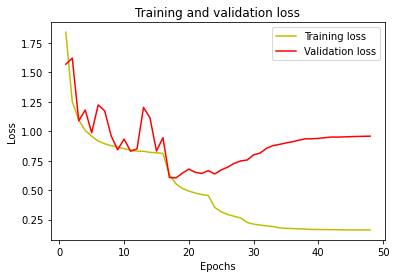 Training and validation loss
Training loss
Validation loss
1.75
1.50
1.25
1.00
0.75
0.50
0.25
Loss
0 10 20 30 40 50
Epochs